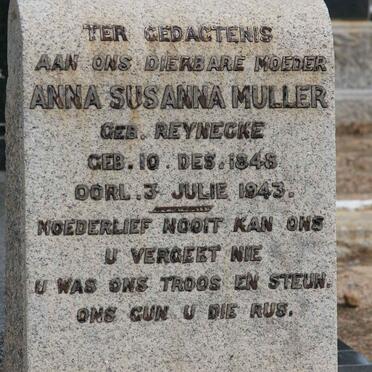 TER GEDAGTENIS
AAN ONS DIERBARE MOEDER
ANNA SUSANNA MULLER
GEB. REYNECKE
GEB. 10 DES. 1848
OORL. 3 JULIE 1943.
MOEDERLIEF NOOIT KAN ONS
U VERGEET NIE
U WAS ONS TROOS EN STEUN.
ONS GUN U DIE RUS.